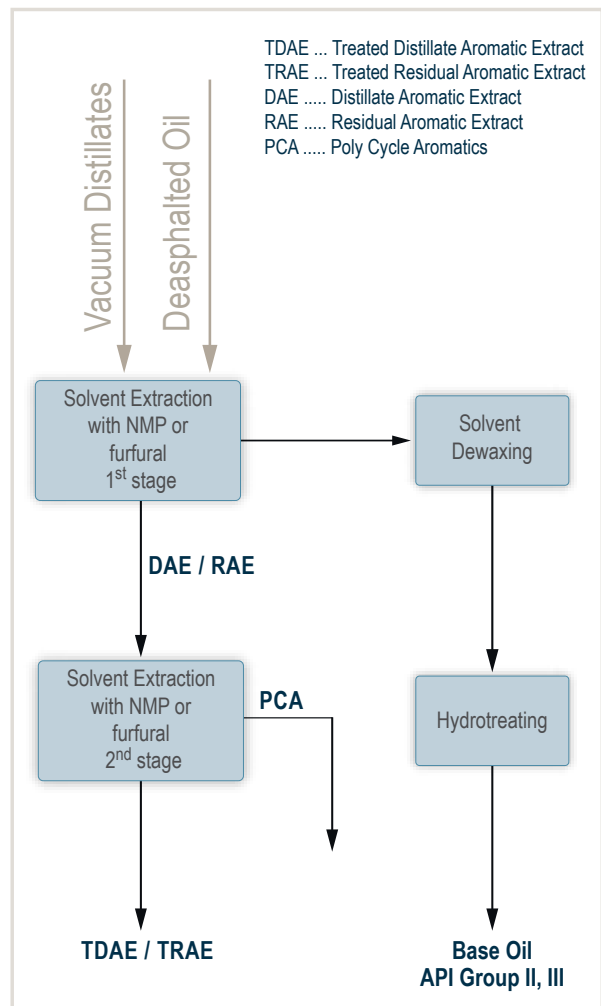 TDAE ... Treated Distillate Aromatic Extract
TRAE ... Treated Residual Aromatic Extract
DAE ..... Distillate Aromatic Extract
RAE ..... Residual Aromatic Extract
PCA ..... Poly Cycle Aromatics
Vacuum Distillates
Deasphalted Oil
Solvent Extraction
with NMP or
furfural
1st stage
Solvent
Dewaxing
DAE / RAE
Solvent Extraction
with NMP or
furfural
2nd stage
PCA
Hydrotreating
TDAE / TRAE
Base Oil
API Group II, III